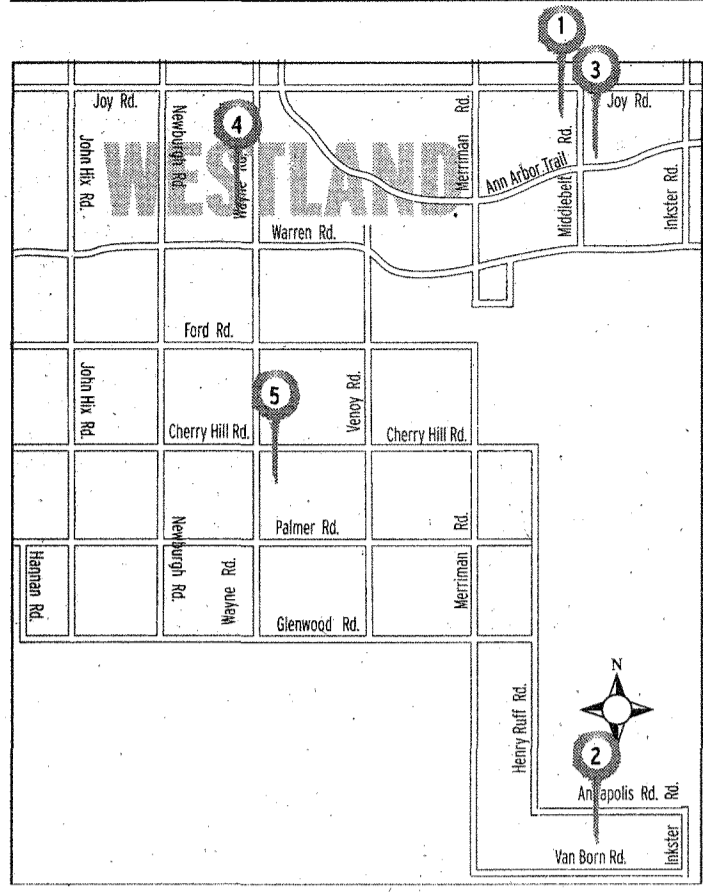 1
3
Joy Rd.
Newburgh Rd.
4
Merriman Rd.
Joy Rd.
John Hix Rd.
WESTLAND
Wayne Rd.
Ann Arbor Trail
Middlebelt Rd.
Inkster Rd.
Warren Rd.
Ford Rd.
John Hix Rd.
5
Venoy Rd.
Cherry Hill Rd.
Cherry Hill Rd.
Newburgh Rd.
Palmer Rd.
Merriman Rd.
Hannan Rd.
Wayne Rd.
Glenwood Rd.
N
Henry Ruff Rd.
2
Annapolis Rd.
Inkster Rd.
Van Born Rd.